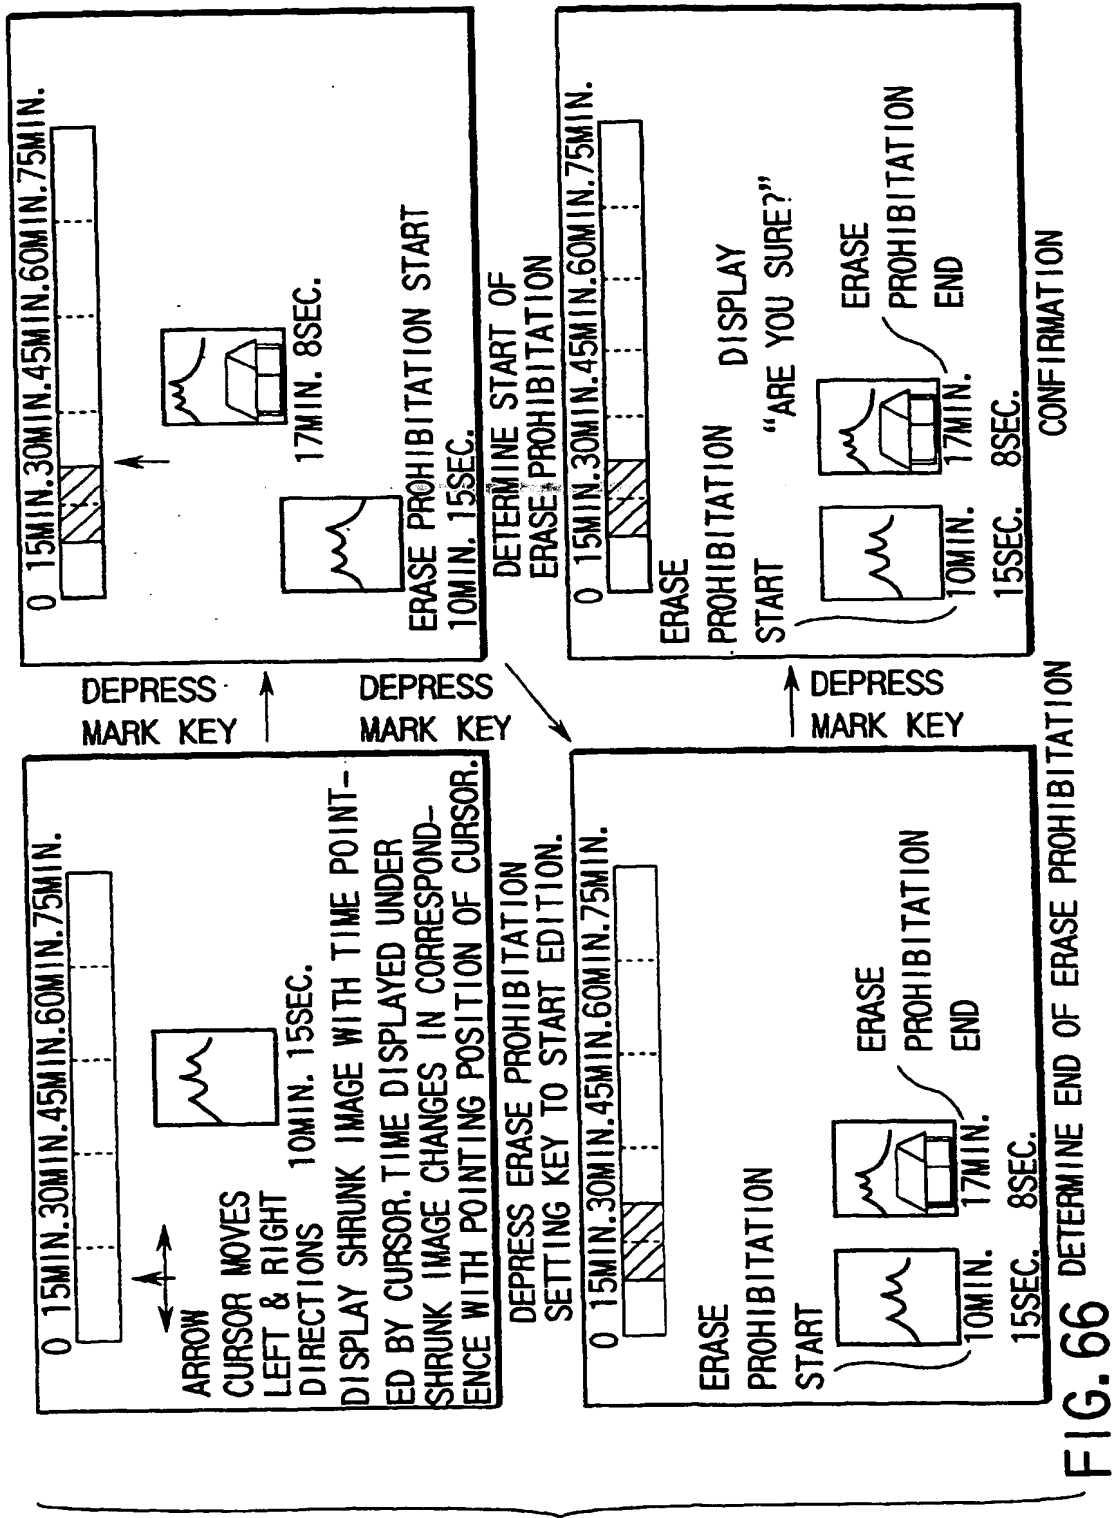 0 15MIN.30MIN.45MIN.60MIN.75MIN.
ARROW
CURSOR MOVES
LEFT & RIGHT
DIRECTIONS
10MIN. 15SEC.
DISPLAY SHRUNK IMAGE WITH TIME POINT-
ED BY CURSOR.TIME DISPLAYED UNDER
SHRUNK IMAGE CHANGES IN CORRESPOND-
ENCE WITH POINTING POSITION OF CURSOR.
DEPRESS ERASE PROHIBITATION
SETTING KEY TO START EDITION.
DEPRESS
MARK KEY
0 15MIN.30MIN.45MIN.60MIN.75MIN.
17MIN. 8SEC.
ERASE PROHIBITATION START
10MIN. 15SEC.
DETERMINE START OF
ERASE PROHIBITATION
DEPRESS
MARK KEY
0 15MIN.30MIN.45MIN.60MIN.75MIN.
ERASE
PROHIBITATION
START
ERASE
PROHIBITATION
END
10MIN. 17MIN.
15SEC. 8SEC.
DETERMINE END OF ERASE PROHIBITATION
DEPRESS
MARK KEY
0 15MIN.30MIN.45MIN.60MIN.75MIN.
ERASE
PROHIBITATION
START
DISPLAY
“ARE YOU SURE?”
ERASE
PROHIBITATION
END
10MIN. 17MIN.
15SEC. 8SEC.
CONFIRMATION
FIG. 66